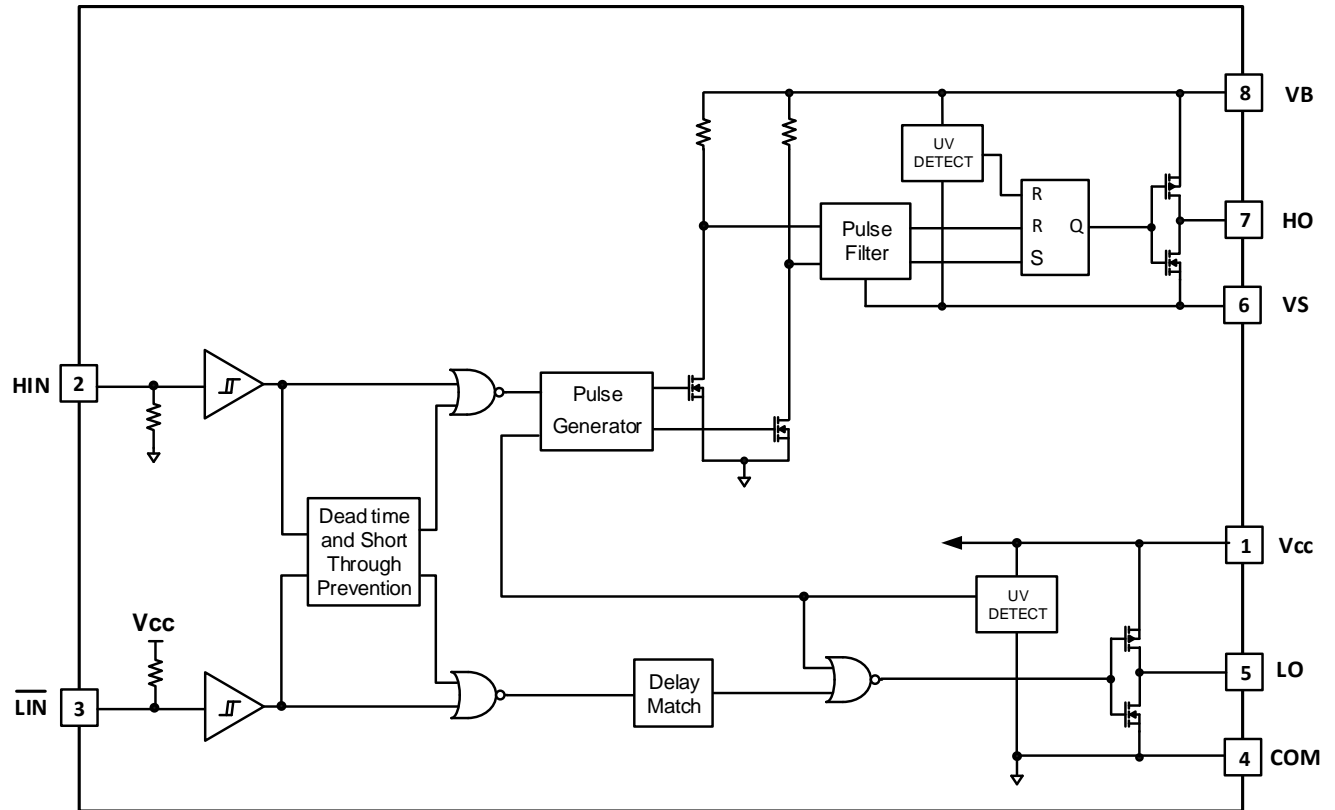 8 VB
UV
DETECT
R
R Q
S
Pulse
Filter
7 HO
6 VS
HIN 2
Pulse
Generator
Dead time
and Short
Through
Prevention
1 Vcc
UV
DETECT
Vcc
LIN 3
Delay
Match
5 LO
4 COM